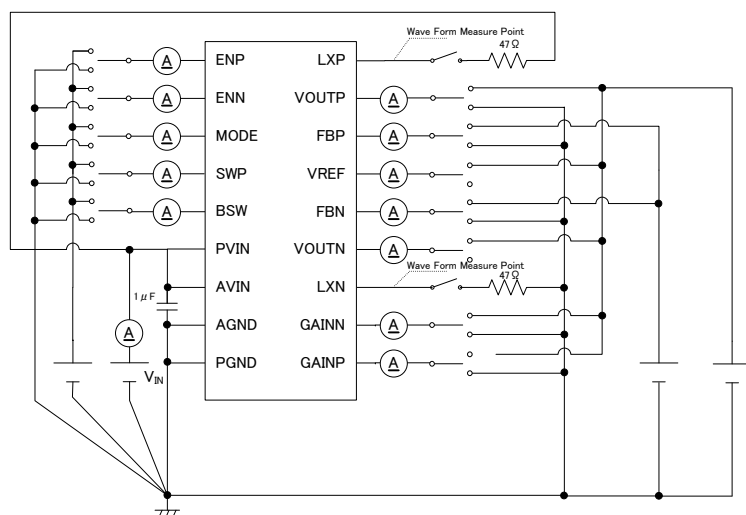 Wave Form Measure Point
47Ω
A ENP LXP
A ENN VOUTP A
A MODE FBP A
A SWP VREF A
A BSW FBN A
PVIN VOUTN A
Wave Form Measure Point
47Ω
AVIN LXN
1μF
AGND GAINN A
A
PGND GAINP A
VIN